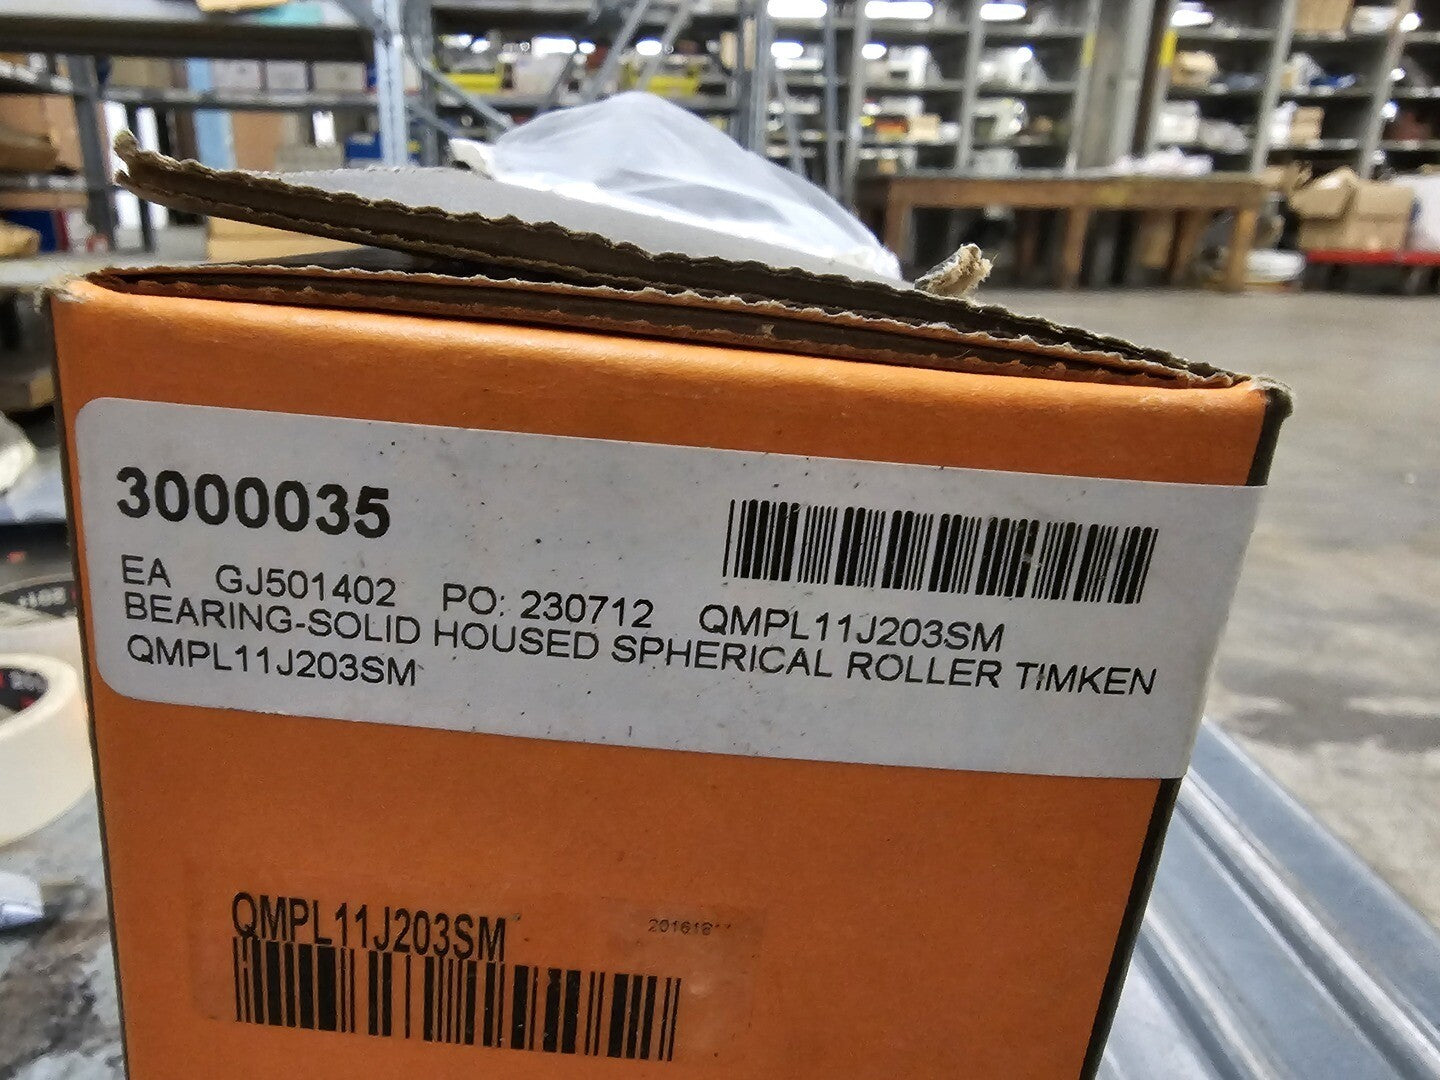 3000035
EA GJ501402 PO: 230712 QMPL11J203SM
BEARING-SOLID HOUSED SPHERICAL ROLLER TIMKEN
QMPL11J203SM
QMPL11J203SM